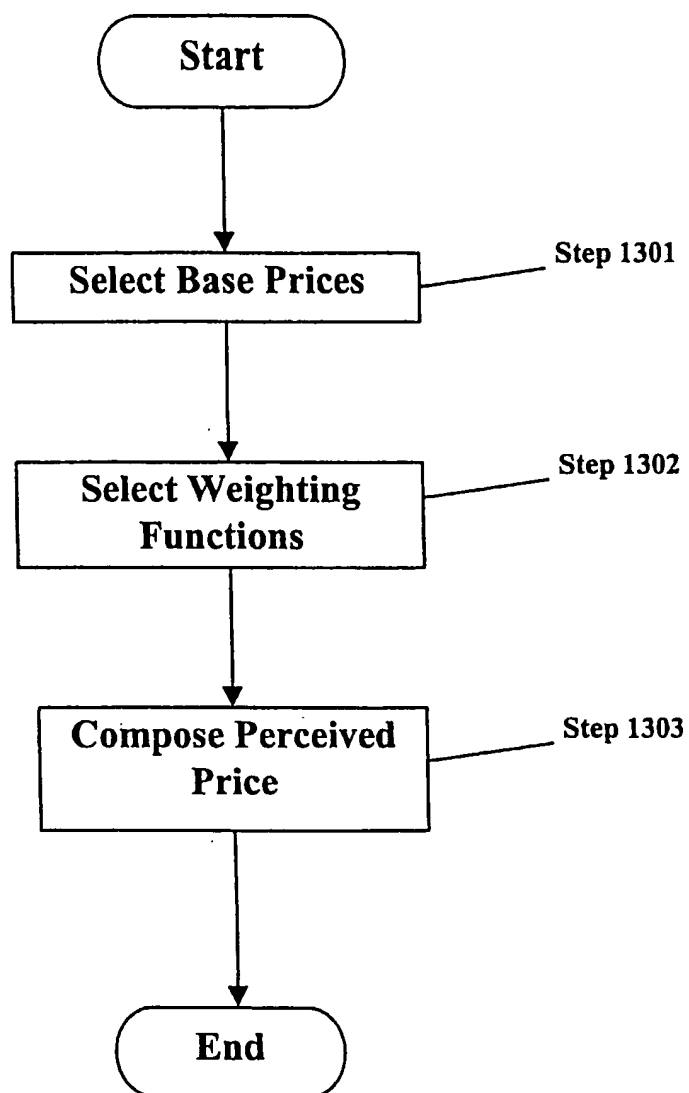 Start
Select Base Prices
Step 1301
Select Weighting
Functions
Step 1302
Compose Perceived
Price
Step 1303
End